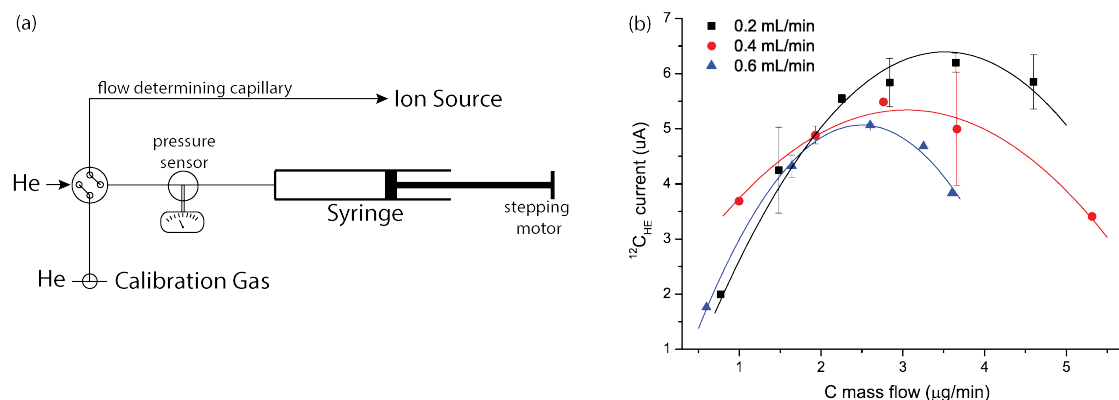 (a)
flow determining capillary
Ion Source
pressure
sensor
He
Syringe
stepping
motor
He
Calibration Gas
(b)
0.2 mL/min
0.4 mL/min
0.6 mL/min
7
6
5
4
3
2
1
¹²C_HE current (uA)
1
2
3
4
5
C mass flow (μg/min)